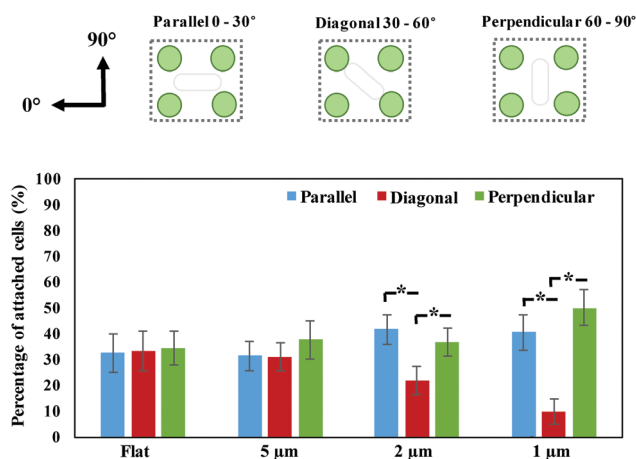 Parallel 0 - 30° Diagonal 30 - 60° Perpendicular 60 - 90°
90°
0°
Percentage of attached cells (%)
100
90
80
70
60
50
40
30
20
10
0
Parallel Diagonal Perpendicular
* * * *
Flat 5 µm 2 µm 1 µm